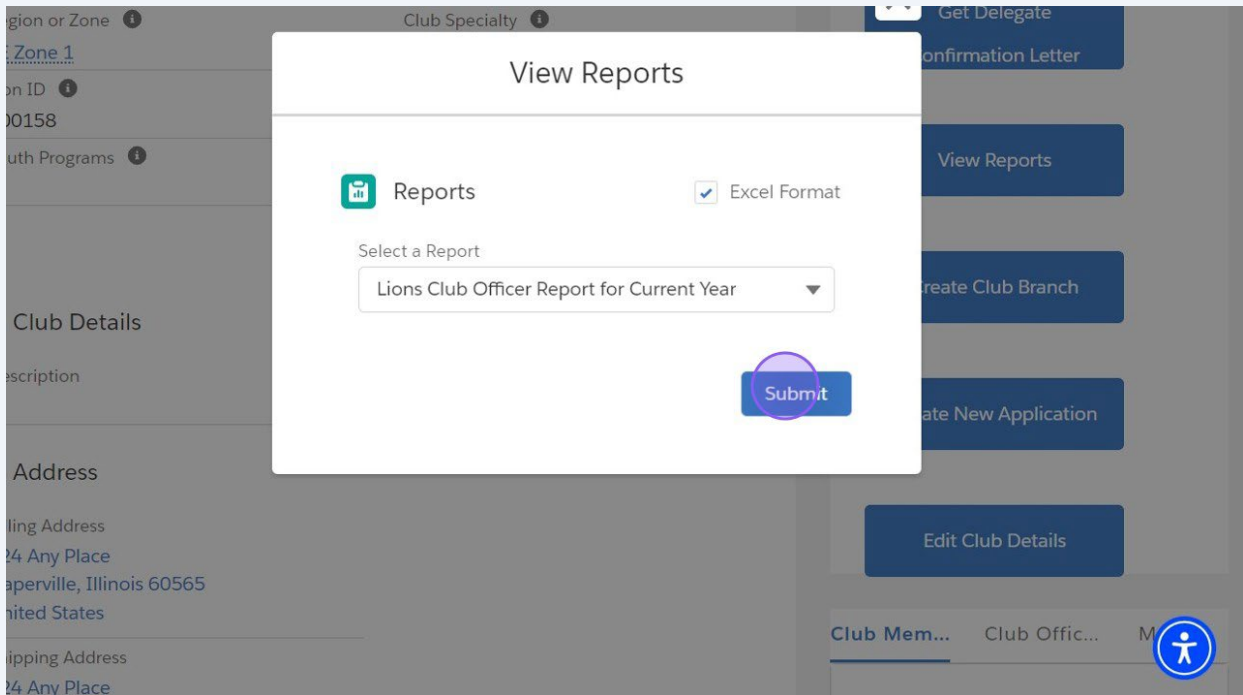 egion or Zone
Club Specialty
Zone 1
on ID
00158
uth Programs
Club Details
escription
Address
ling Address
24 Any Place
aperville, Illinois 60565
nited States
ipping Address
24 Any Place
View Reports
Reports
Excel Format
Select a Report
Lions Club Officer Report for Current Year
Submit
Get Delegate
onfirmation Letter
View Reports
reate Club Branch
ate New Application
Edit Club Details
Club Mem...
Club Offic...
M